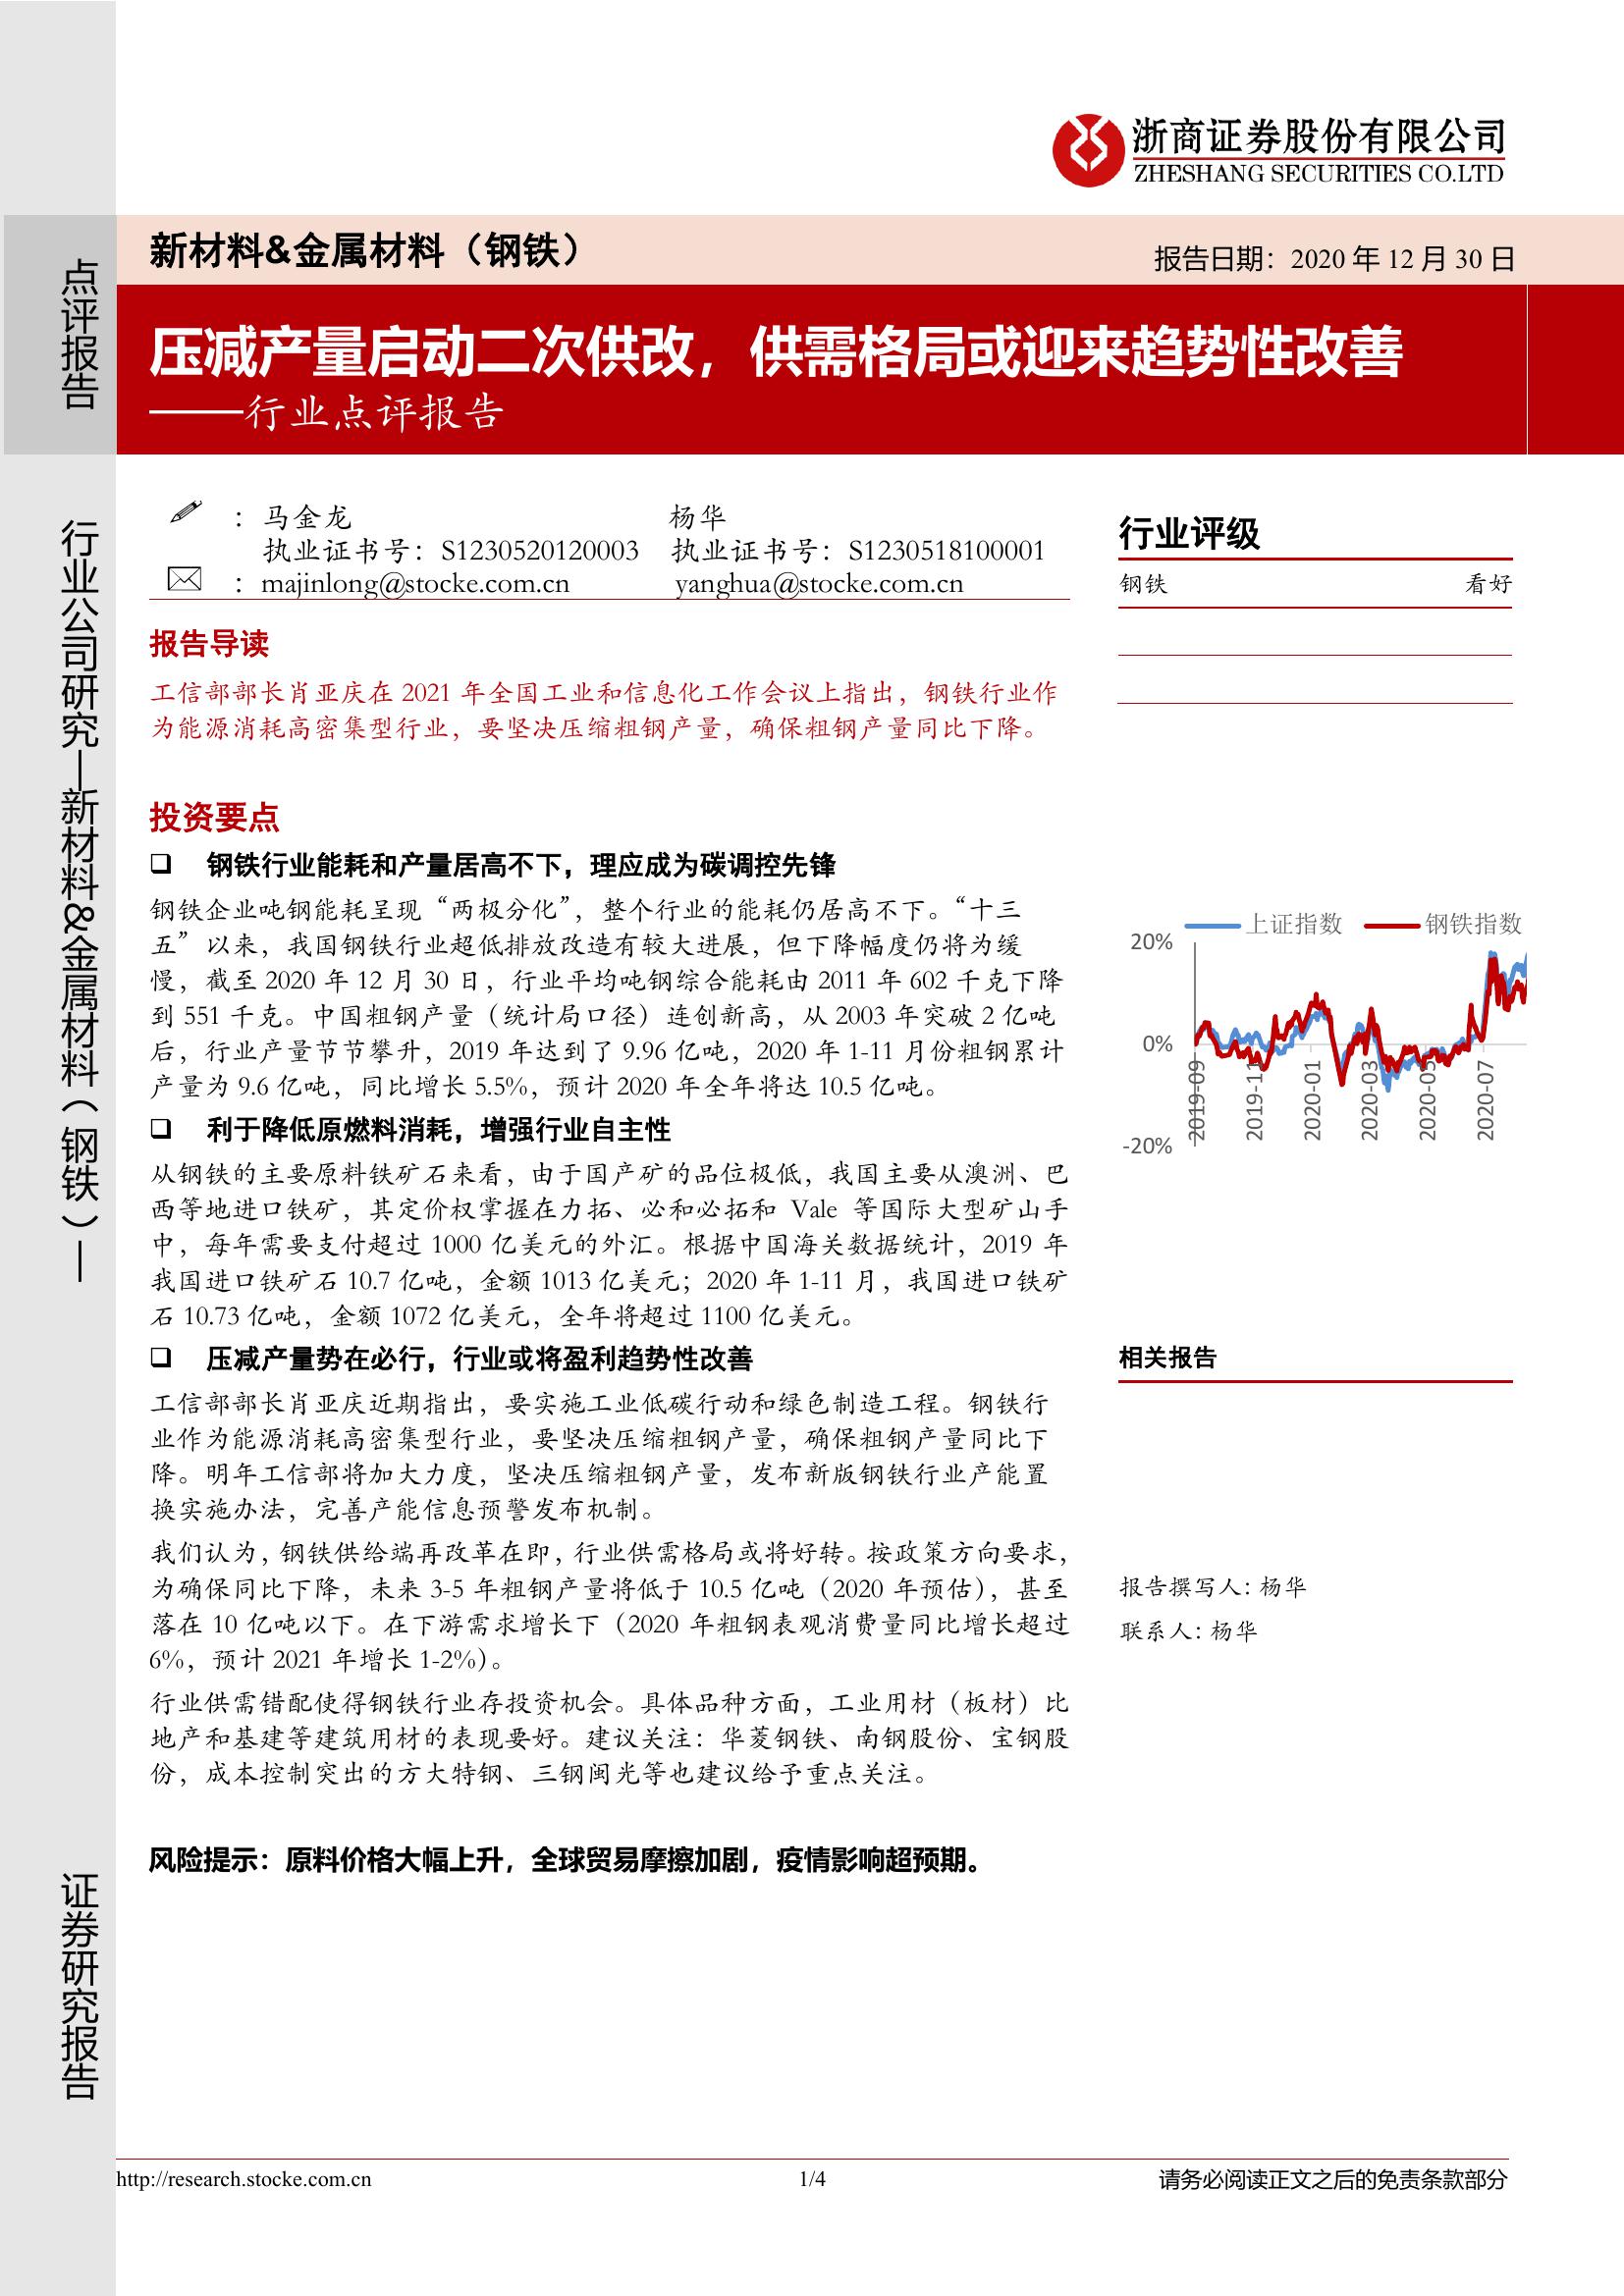 浙商证券股份有限公司
ZHESHANG SECURITIES CO.LTD
点评报告
行业公司研究—新材料&金属材料（钢铁）—
证券研究报告
新材料&金属材料（钢铁）
报告日期：2020 年 12 月 30 日
压减产量启动二次供改，供需格局或迎来趋势性改善
——行业点评报告
：马金龙 杨华
执业证书号：S1230520120003 执业证书号：S1230518100001
：majinlong@stocke.com.cn yanghua@stocke.com.cn
报告导读
工信部部长肖亚庆在 2021 年全国工业和信息化工作会议上指出，钢铁行业作
为能源消耗高密集型行业，要坚决压缩粗钢产量，确保粗钢产量同比下降。
投资要点
❑ 钢铁行业能耗和产量居高不下，理应成为碳调控先锋
钢铁企业吨钢能耗呈现“两极分化”，整个行业的能耗仍居高不下。“十三
五”以来，我国钢铁行业超低排放改造有较大进展，但下降幅度仍将为缓
慢，截至 2020 年 12 月 30 日，行业平均吨钢综合能耗由 2011 年 602 千克下降
到 551 千克。中国粗钢产量（统计局口径）连创新高，从 2003 年突破 2 亿吨
后，行业产量节节攀升，2019 年达到了 9.96 亿吨，2020 年 1-11 月份粗钢累计
产量为 9.6 亿吨，同比增长 5.5%，预计 2020 年全年将达 10.5 亿吨。
❑ 利于降低原燃料消耗，增强行业自主性
从钢铁的主要原料铁矿石来看，由于国产矿的品位极低，我国主要从澳洲、巴
西等地进口铁矿，其定价权掌握在力拓、必和必拓和 Vale 等国际大型矿山手
中，每年需要支付超过 1000 亿美元的外汇。根据中国海关数据统计，2019 年
我国进口铁矿石 10.7 亿吨，金额 1013 亿美元；2020 年 1-11 月，我国进口铁矿
石 10.73 亿吨，金额 1072 亿美元，全年将超过 1100 亿美元。
❑ 压减产量势在必行，行业或将盈利趋势性改善
工信部部长肖亚庆近期指出，要实施工业低碳行动和绿色制造工程。钢铁行
业作为能源消耗高密集型行业，要坚决压缩粗钢产量，确保粗钢产量同比下
降。明年工信部将加大力度，坚决压缩粗钢产量，发布新版钢铁行业产能置
换实施办法，完善产能信息预警发布机制。
我们认为，钢铁供给端再改革在即，行业供需格局或将好转。按政策方向要求，
为确保同比下降，未来 3-5 年粗钢产量将低于 10.5 亿吨（2020 年预估），甚至
落在 10 亿吨以下。在下游需求增长下（2020 年粗钢表观消费量同比增长超过
6%，预计 2021 年增长 1-2%）。
行业供需错配使得钢铁行业存投资机会。具体品种方面，工业用材（板材）比
地产和基建等建筑用材的表现要好。建议关注：华菱钢铁、南钢股份、宝钢股
份，成本控制突出的方大特钢、三钢闽光等也建议给予重点关注。
风险提示：原料价格大幅上升，全球贸易摩擦加剧，疫情影响超预期。
行业评级
钢铁 看好
上证指数 钢铁指数
20%
0%
-20%
2019-09
2019-11
2020-01
2020-03
2020-05
2020-07
相关报告
报告撰写人：杨华
联系人：杨华
http://research.stocke.com.cn 1/4 请务必阅读正文之后的免责条款部分